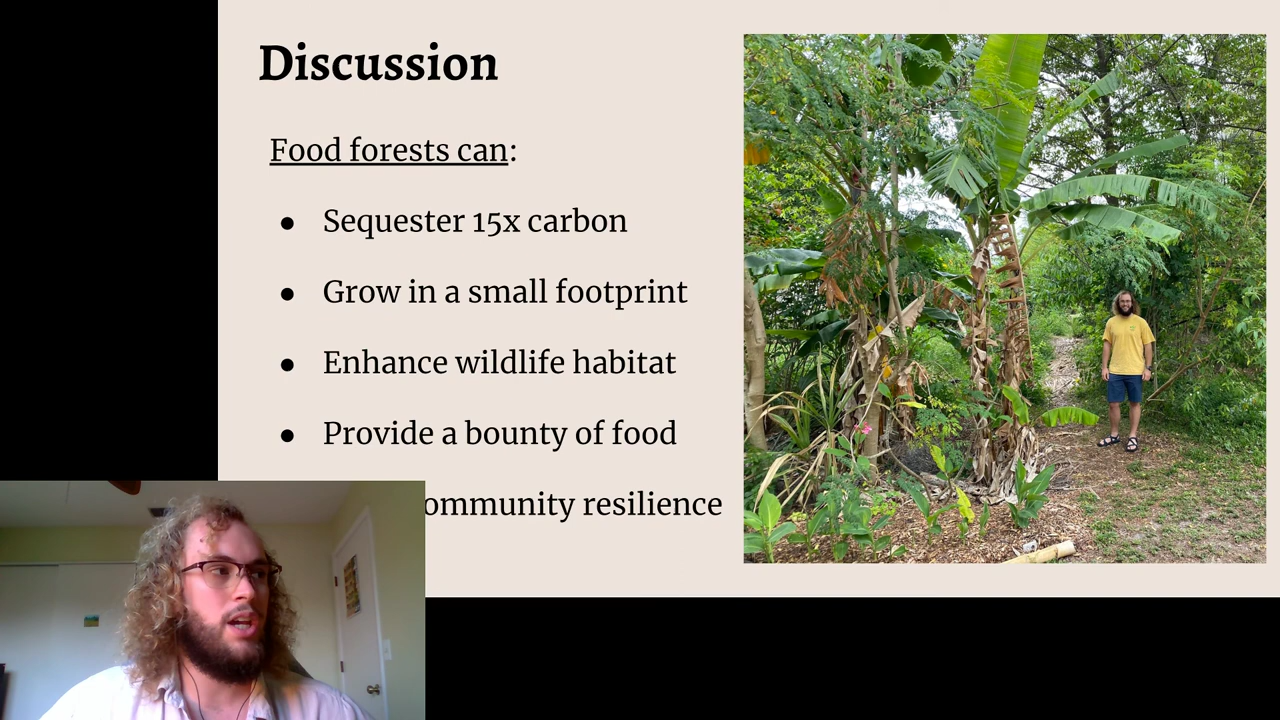 Discussion
Food forests can:
● Sequester 15x carbon
● Grow in a small footprint
● Enhance wildlife habitat
● Provide a bounty of food
ommunity resilience